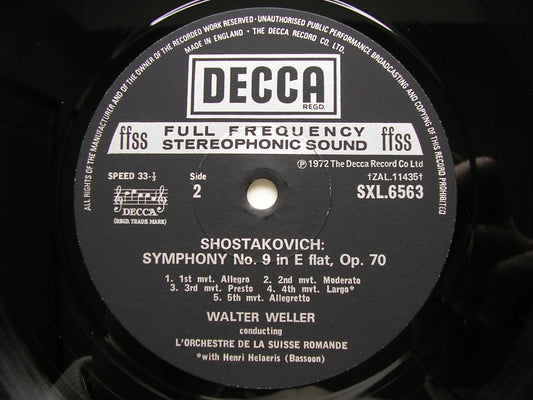 ALL RIGHTS OF THE MANUFACTURER AND OF THE OWNER OF THE RECORDED WORK RESERVED · UNAUTHORISED PUBLIC PERFORMANCE BROADCASTING AND COPYING OF THIS RECORD PROHIBITED
MADE IN ENGLAND · THE DECCA RECORD CO. LTD.
DECCA
REGD.
ffss FULL FREQUENCY ffss
STEREOPHONIC SOUND
℗ 1972 The Decca Record Co Ltd
SPEED 33-⅓ Side †ZAL.11435†
2 SXL.6563
DECCA
(REGD. TRADE MARK)
SHOSTAKOVICH:
SYMPHONY No. 9 in E flat, Op. 70
1. 1st mvt. Allegro 2. 2nd mvt. Moderato
3. 3rd mvt. Presto 4. 4th mvt. Largo*
5. 5th mvt. Allegretto
WALTER WELLER
conducting
L'ORCHESTRE DE LA SUISSE ROMANDE
*with Henri Helaeris (Bassoon)